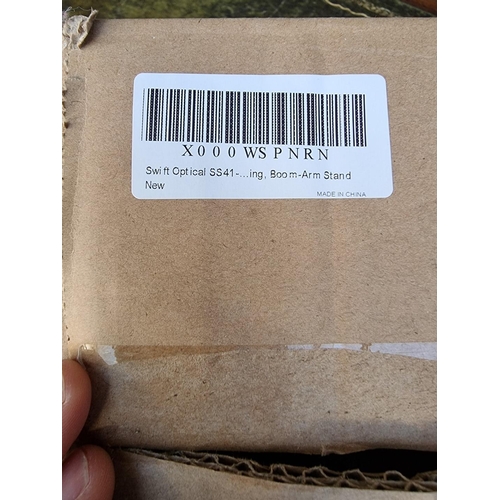 X000WSPNRN
Swift Optical SS41-...ing, Boom-Arm Stand
New
MADE IN CHINA